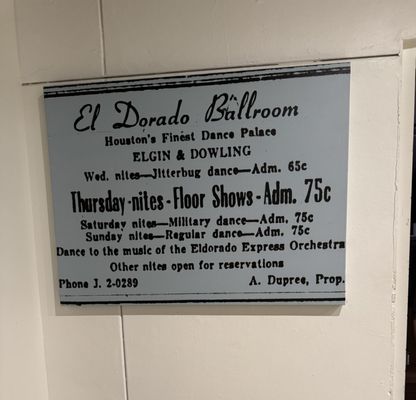 El Dorado Ballroom
Houston's Finest Dance Palace
ELGIN & DOWLING
Wed. nites—Jitterbug dance—Adm. 65c
Thursday-nites-Floor Shows-Adm. 75c
Saturday nites—Military dance—Adm. 75c
Sunday nites—Regular dance—Adm. 75c
Dance to the music of the Eldorado Express Orchestra
Other nites open for reservations
Phone J. 2-0289 A. Dupree, Prop.